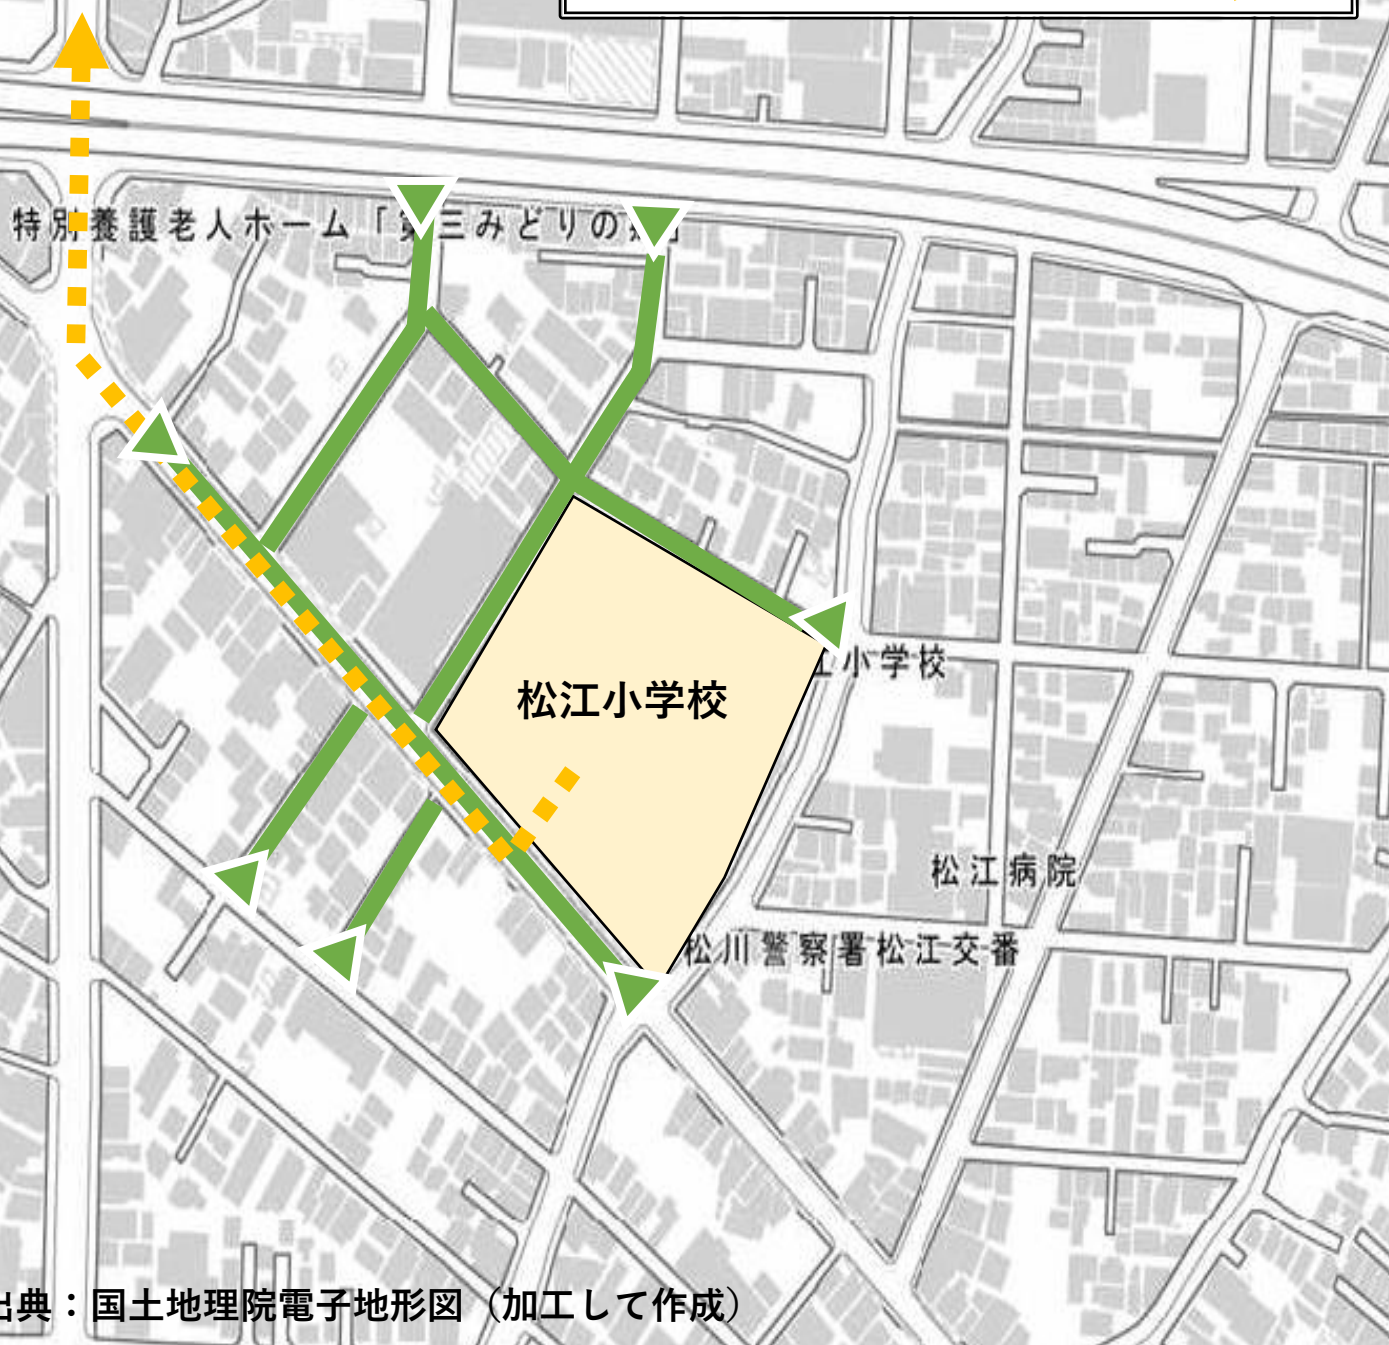 特別養護老人ホーム「第三みどりの
小学校
松江小学校
松江病院
松川警察署松江交番
出典：国土地理院電子地形図（加工して作成）